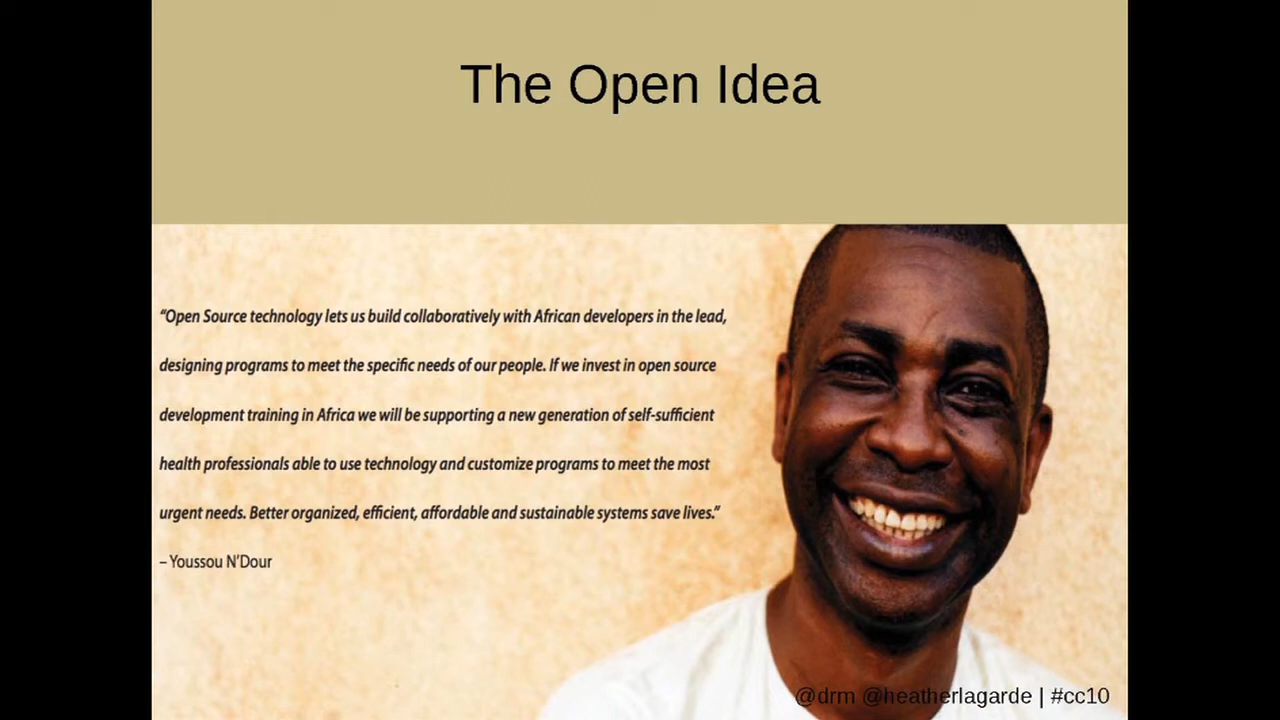 The Open Idea
“Open Source technology lets us build collaboratively with African developers in the lead,
designing programs to meet the specific needs of our people. If we invest in open source
development training in Africa we will be supporting a new generation of self-sufficient
health professionals able to use technology and customize programs to meet the most
urgent needs. Better organized, efficient, affordable and sustainable systems save lives.”
– Youssou N’Dour
@drm @heatherlagarde | #cc10